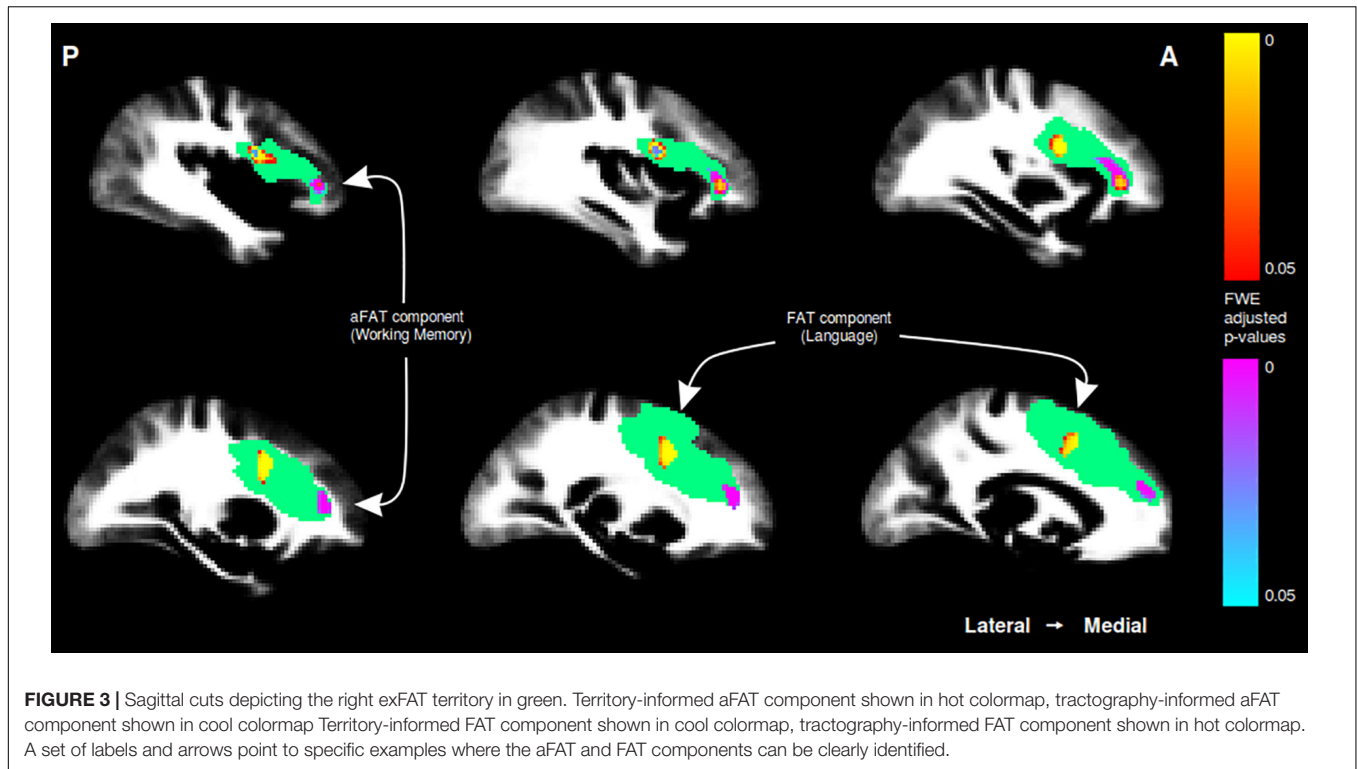 P
A
0
0.05
FWE
adjusted
p-values
0
0.05
aFAT component
(Working Memory)
FAT component
(Language)
Lateral → Medial
FIGURE 3 | Sagittal cuts depicting the right exFAT territory in green. Territory-informed aFAT component shown in hot colormap, tractography-informed aFAT
component shown in cool colormap Territory-informed FAT component shown in cool colormap, tractography-informed FAT component shown in hot colormap.
A set of labels and arrows point to specific examples where the aFAT and FAT components can be clearly identified.